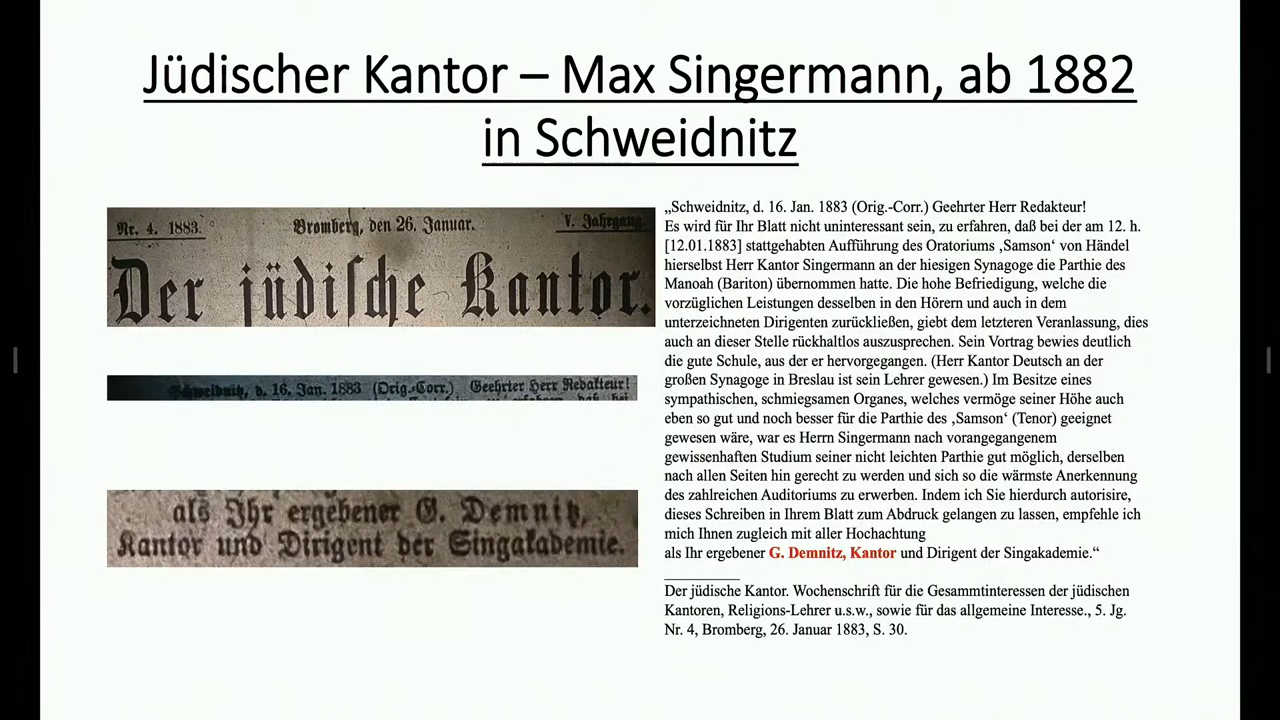 Jüdischer Kantor – Max Singermann, ab 1882
in Schweidnitz
Nr. 4. 1883.
Bromberg, den 26. Januar.
V. Jahrgang.
Der jüdiſche Kantor.
Schweidnitz, d. 16. Jan. 1883 (Orig.-Corr.) Geehrter Herr Redakteur!
als Ihr ergebener G. Demnitz,
Kantor und Dirigent der Singakademie.
„Schweidnitz, d. 16. Jan. 1883 (Orig.-Corr.) Geehrter Herr Redakteur!
Es wird für Ihr Blatt nicht uninteressant sein, zu erfahren, daß bei der am 12. h.
[12.01.1883] stattgehabten Aufführung des Oratoriums ‚Samson‘ von Händel
hierselbst Herr Kantor Singermann an der hiesigen Synagoge die Parthie des
Manoah (Bariton) übernommen hatte. Die hohe Befriedigung, welche die
vorzüglichen Leistungen desselben in den Hörern und auch in dem
unterzeichneten Dirigenten zurückließen, giebt dem letzteren Veranlassung, dies
auch an dieser Stelle rückhaltlos auszusprechen. Sein Vortrag bewies deutlich
die gute Schule, aus der er hervorgegangen. (Herr Kantor Deutsch an der
großen Synagoge in Breslau ist sein Lehrer gewesen.) Im Besitze eines
sympathischen, schmiegsamen Organes, welches vermöge seiner Höhe auch
eben so gut und noch besser für die Parthie des ‚Samson‘ (Tenor) geeignet
gewesen wäre, war es Herrn Singermann nach vorangegangenem
gewissenhaften Studium seiner nicht leichten Parthie gut möglich, derselben
nach allen Seiten hin gerecht zu werden und sich so die wärmste Anerkennung
des zahlreichen Auditoriums zu erwerben. Indem ich Sie hierdurch autorisire,
dieses Schreiben in Ihrem Blatt zum Abdruck gelangen zu lassen, empfehle ich
mich Ihnen zugleich mit aller Hochachtung
als Ihr ergebener G. Demnitz, Kantor und Dirigent der Singakademie.“
Der jüdische Kantor. Wochenschrift für die Gesammtinteressen der jüdischen
Kantoren, Religions-Lehrer u.s.w., sowie für das allgemeine Interesse., 5. Jg.
Nr. 4, Bromberg, 26. Januar 1883, S. 30.